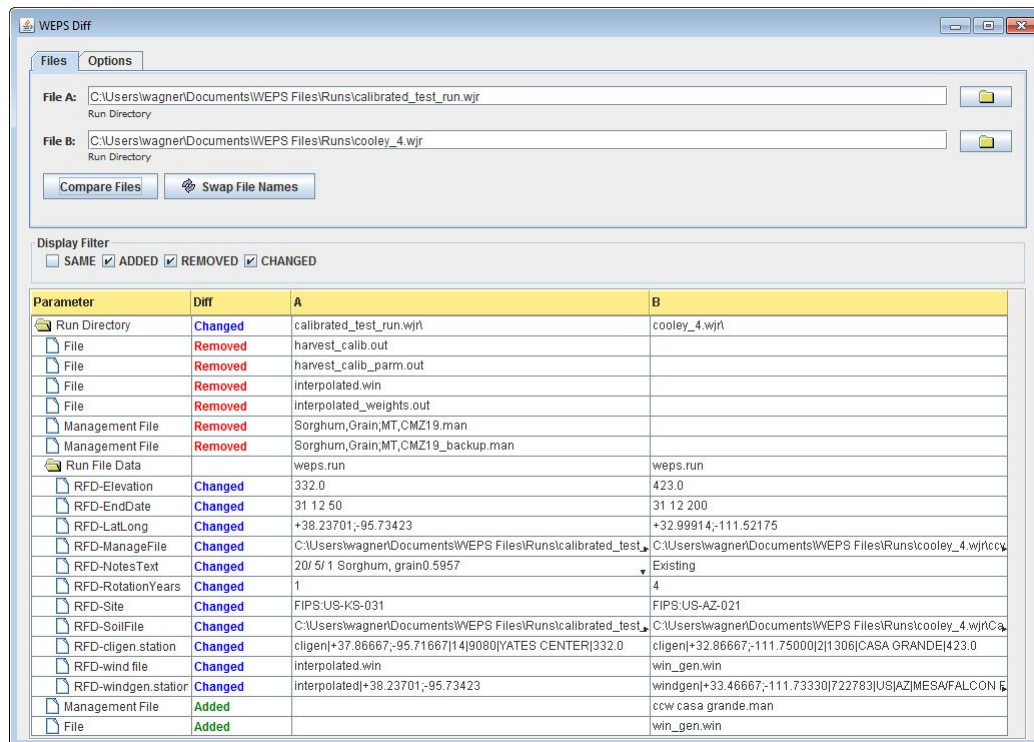 WEPS Diff
Files Options
File A: C:\Users\wagner\Documents\WEPS Files\Runs\calibrated_test_run.wjr
Run Directory
File B: C:\Users\wagner\Documents\WEPS Files\Runs\cooley_4.wjr
Run Directory
Compare Files Swap File Names
Display Filter
SAME ADDED REMOVED CHANGED
Parameter Diff A B
Run Directory Changed calibrated_test_run.wjr\ cooley_4.wjr\
File Removed harvest_calib.out
File Removed harvest_calib_parm.out
File Removed interpolated.win
File Removed interpolated_weights.out
Management File Removed Sorghum,Grain;MT,CMZ19.man
Management File Removed Sorghum,Grain;MT,CMZ19_backup.man
Run File Data weps.run weps.run
RFD-Elevation Changed 332.0 423.0
RFD-EndDate Changed 31 12 50 31 12 200
RFD-LatLong Changed +38.23701;-95.73423 +32.99914;-111.52175
RFD-ManageFile Changed C:\Users\wagner\Documents\WEPS Files\Runs\calibrated_test_ C:\Users\wagner\Documents\WEPS Files\Runs\cooley_4.wjr\ccw
RFD-NotesText Changed 20/ 5/ 1 Sorghum, grain0.5957 Existing
RFD-RotationYears Changed 1 4
RFD-Site Changed FIPS:US-KS-031 FIPS:US-AZ-021
RFD-SoilFile Changed C:\Users\wagner\Documents\WEPS Files\Runs\calibrated_test_ C:\Users\wagner\Documents\WEPS Files\Runs\cooley_4.wjr\Ca
RFD-cligen.station Changed cligen|+37.86667;-95.71667|14|9080|YATES CENTER|332.0 cligen|+32.86667;-111.75000|2|1306|CASA GRANDE|423.0
RFD-wind file Changed interpolated.win win_gen.win
RFD-windgen.station Changed interpolated|+38.23701;-95.73423 windgen|+33.46667;-111.73330|722783|US|AZ|MESA/FALCON F
Management File Added ccw casa grande.man
File Added win_gen.win